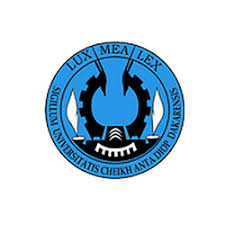 LUX MEA LEX
SIGILLUM UNIVERSITATIS CHEIKH ANTA DIOP DAKARENSIS